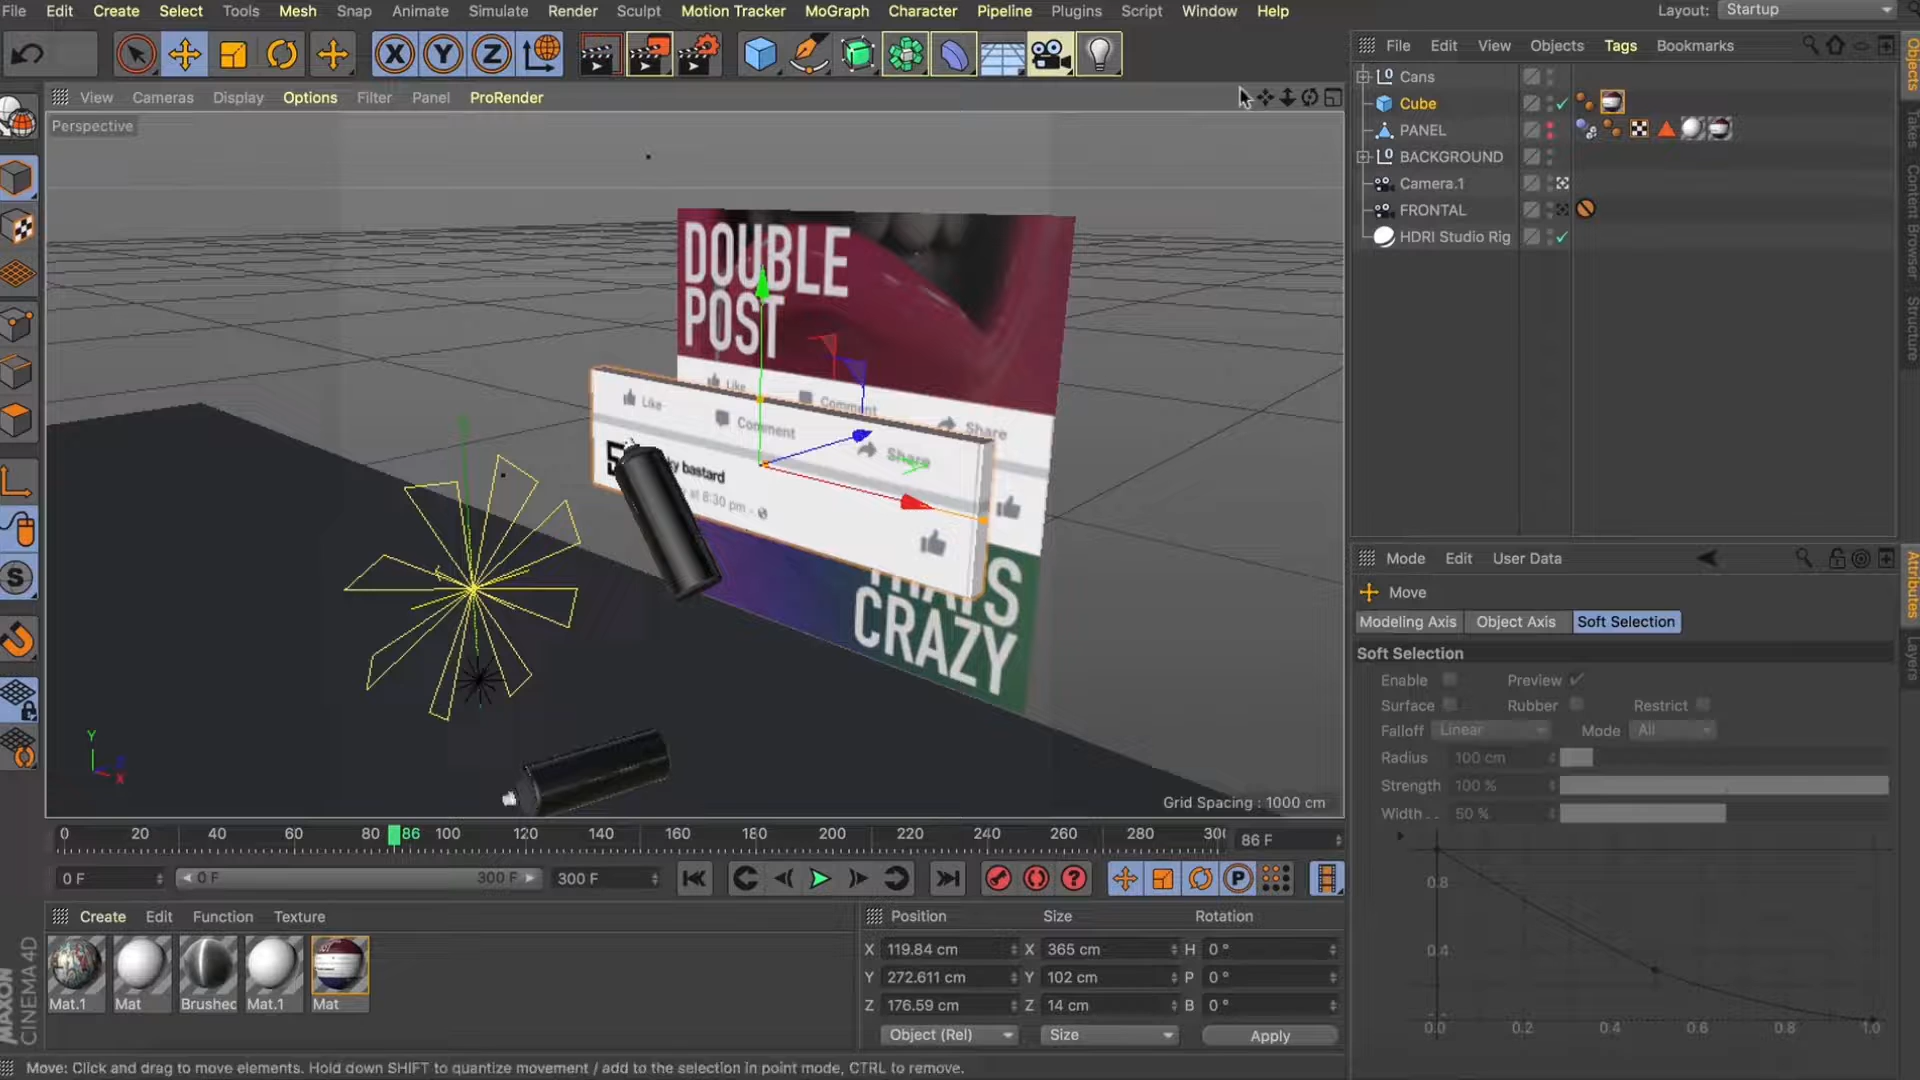 File Edit Create Select Tools Mesh Snap Animate Simulate Render Sculpt Motion Tracker MoGraph Character Pipeline Plugins Script Window Help
Layout: Startup
X Y Z
File Edit View Objects Tags Bookmarks
View Cameras Display Options Filter Panel ProRender
Perspective
Cans
Cube
PANEL
BACKGROUND
Camera.1
FRONTAL
HDRI Studio Rig
Objects
Takes
Content Browser
Structure
DOUBLE
POST
Like
Comment
Share
Like
Comment
Share
ky bastard
at 8:30 pm -
CRAZY
Y
X
Grid Spacing : 1000 cm
Mode Edit User Data
Move
Modeling Axis Object Axis Soft Selection
Soft Selection
Enable Preview
Surface Rubber Restrict
Falloff Linear Mode All
Radius 100 cm
Strength 100 %
Width . . 50 %
0.8
0.4
0.0 0.2 0.4 0.6 0.8 1.0
Attributes
Layers
0 20 40 60 80 86 100 120 140 160 180 200 220 240 260 280 86 F
0 F 0 F 300 F 300 F
P
Create Edit Function Texture
Mat.1 Mat Brushed Mat.1 Mat
MAXON
CINEMA 4D
Position Size Rotation
X 119.84 cm X 365 cm H 0 °
Y 272.611 cm Y 102 cm P 0 °
Z 176.59 cm Z 14 cm B 0 °
Object (Rel) Size Apply
Move: Click and drag to move elements. Hold down SHIFT to quantize movement / add to the selection in point mode, CTRL to remove.